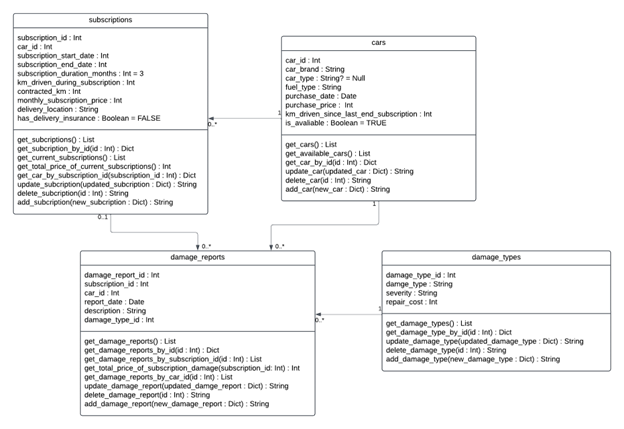 subscriptions
subscription_id : Int
car_id : Int
subscription_start_date : Int
subscription_end_date : Int
subscription_duration_months : Int = 3
km_driven_during_subscription : Int
contracted_km : Int
monthly_subscription_price : Int
delivery_location : String
has_delivery_insurance : Boolean = FALSE
get_subcriptions() : List
get_subcription_by_id(id : Int) : Dict
get_current_subscriptions() : List
get_total_price_of_current_subscriptions() : Int
get_car_by_subscription_id(subscription_id : Int) : Dict
update_subcription(updated_subcription : Dict) : String
delete_subcription(id : Int) : String
add_subcription(new_subcription : Dict) : String
cars
car_id : Int
car_brand : String
car_type : String? = Null
fuel_type : String
purchase_date : Date
purchase_price : Int
km_driven_since_last_end_subscription : Int
is_avaliable : Boolean = TRUE
get_cars() : List
get_available_cars() : List
get_car_by_id(id : Int) : Dict
update_car(updated_car : Dict) : String
delete_car(id : Int) : String
add_car(new_car : Dict) : String
1
0..*
0..1
0..*
1
0..*
damage_reports
damage_report_id : Int
subscription_id : Int
car_id : Int
report_date : Date
description : String
damage_type_id : Int
get_damage_reports() : List
get_damage_reports_by_id(id : Int) : Dict
get_damage_reports_by_subscription_id(id : Int) : List
get_total_price_of_subscription_damage(subscription_id: Int) : Int
get_damage_reports_by_car_id(id : Int) : List
update_damage_report(updated_damge_report : Dict) : String
delete_damage_report(id : Int) : String
add_damage_report(new_damage_report : Dict) : String
damage_types
damage_type_id : Int
damge_type : String
severity : String
repair_cost : Int
get_damage_types() : List
get_damage_type_by_id(id : Int) : Dict
update_damage_type(updated_damage_type : Dict) : String
delete_damage_type(id : Int) : String
add_damage_type(new_damage_type : Dict) : String
1
0..*